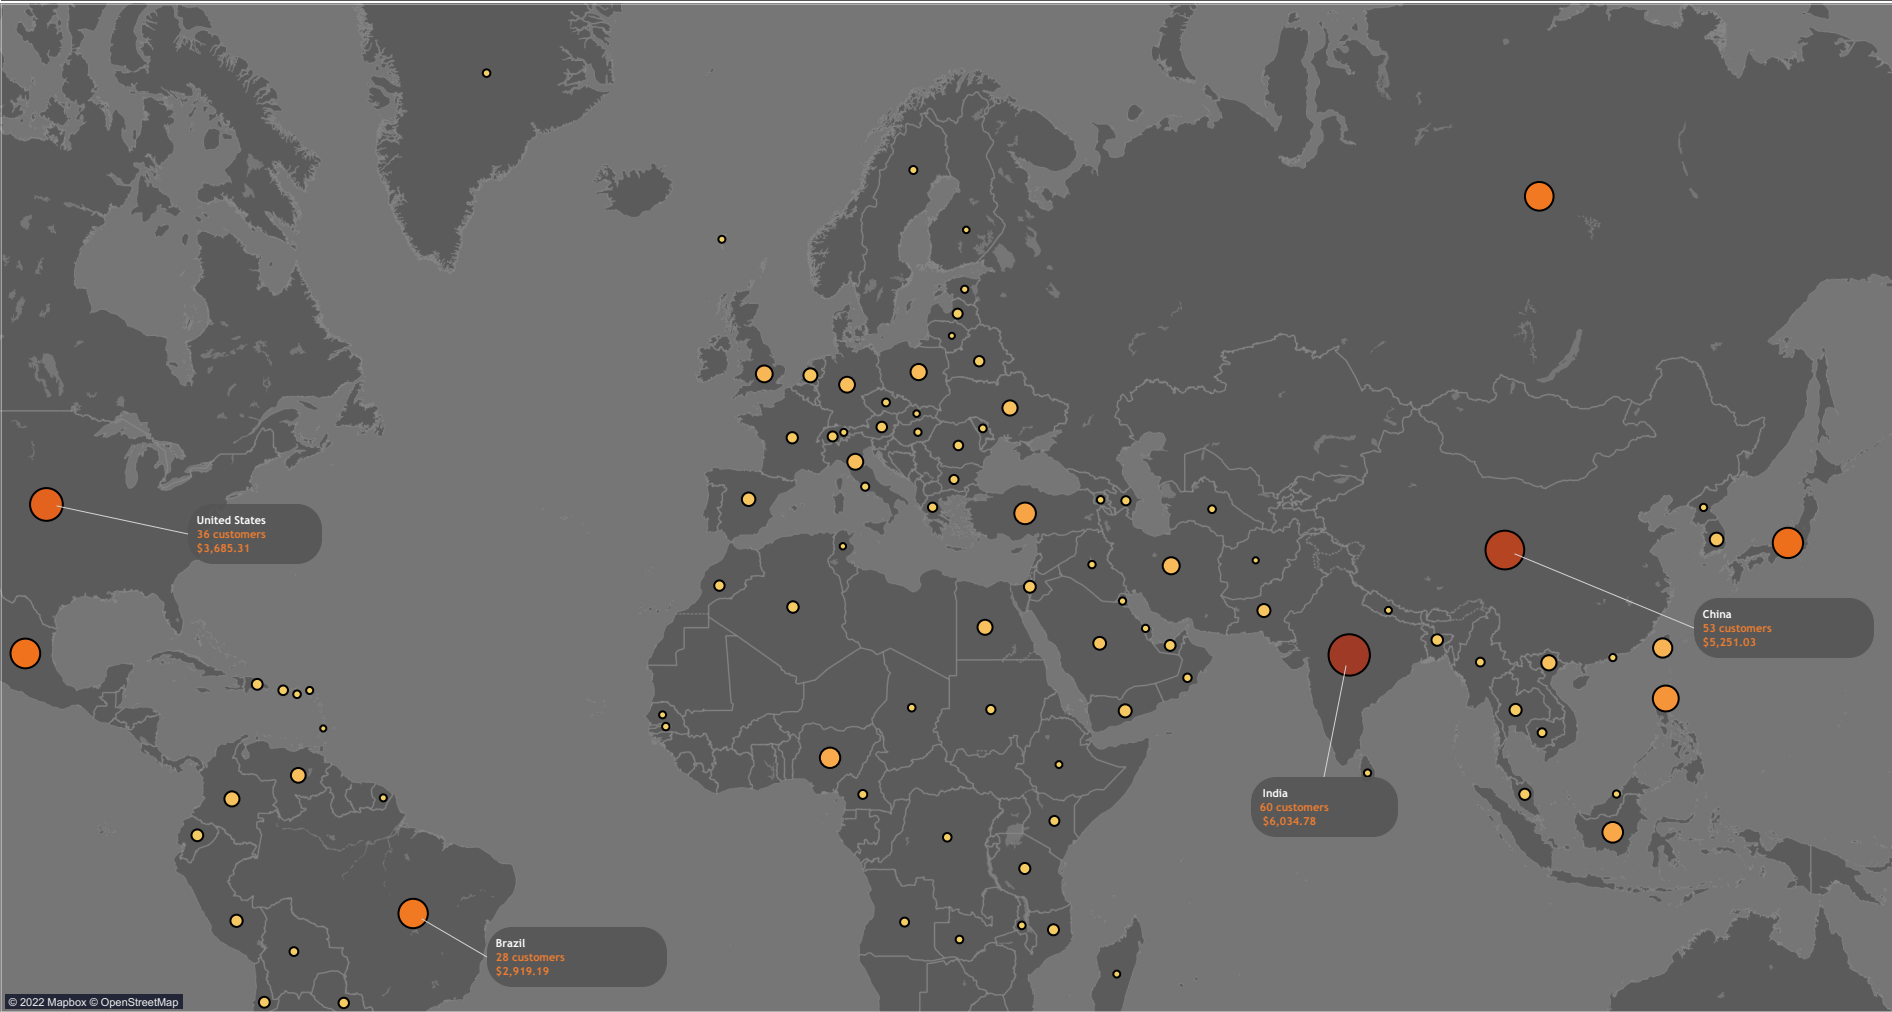 United States
36 customers
$3,685.31
China
53 customers
$5,251.03
India
60 customers
$6,034.78
Brazil
28 customers
$2,919.19
© 2022 Mapbox © OpenStreetMap